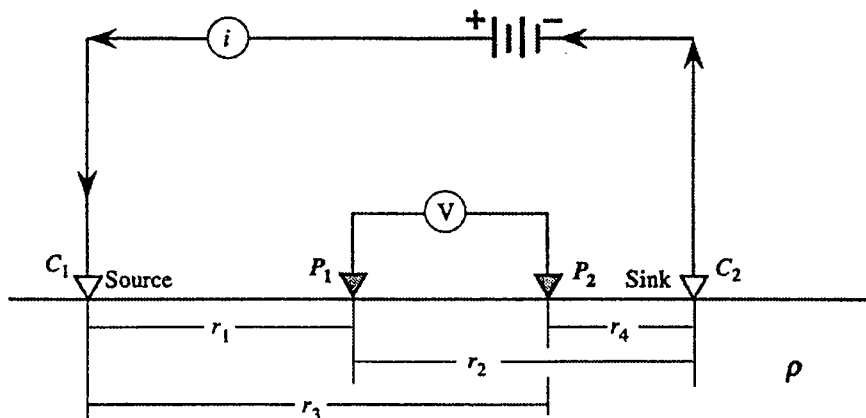 + −
i
V
C₁ Source P₁ P₂ Sink C₂
r₁ r₄
r₂ ρ
r₃